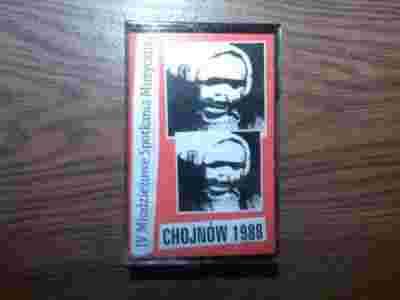 IV Młodzieżowe Spotkania Muzyczne
CHOJNÓW 1988